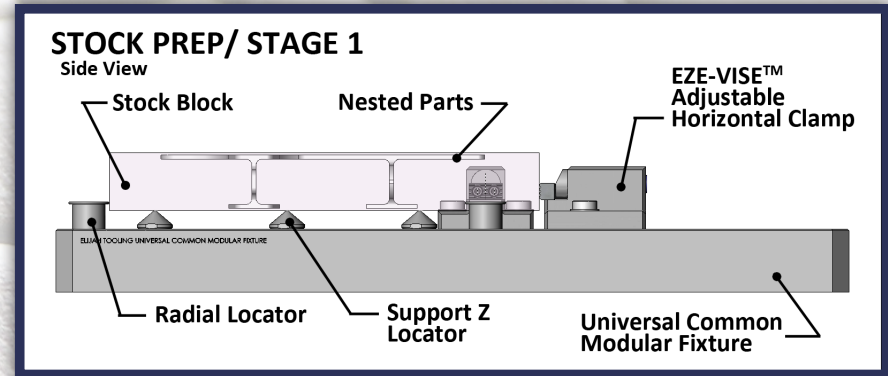 STOCK PREP/ STAGE 1
Side View
Stock Block
Nested Parts
EZE-VISE™
Adjustable
Horizontal Clamp
ELIJAH TOOLING UNIVERSAL COMMON MODULAR FIXTURE
Radial Locator
Support Z
Locator
Universal Common
Modular Fixture